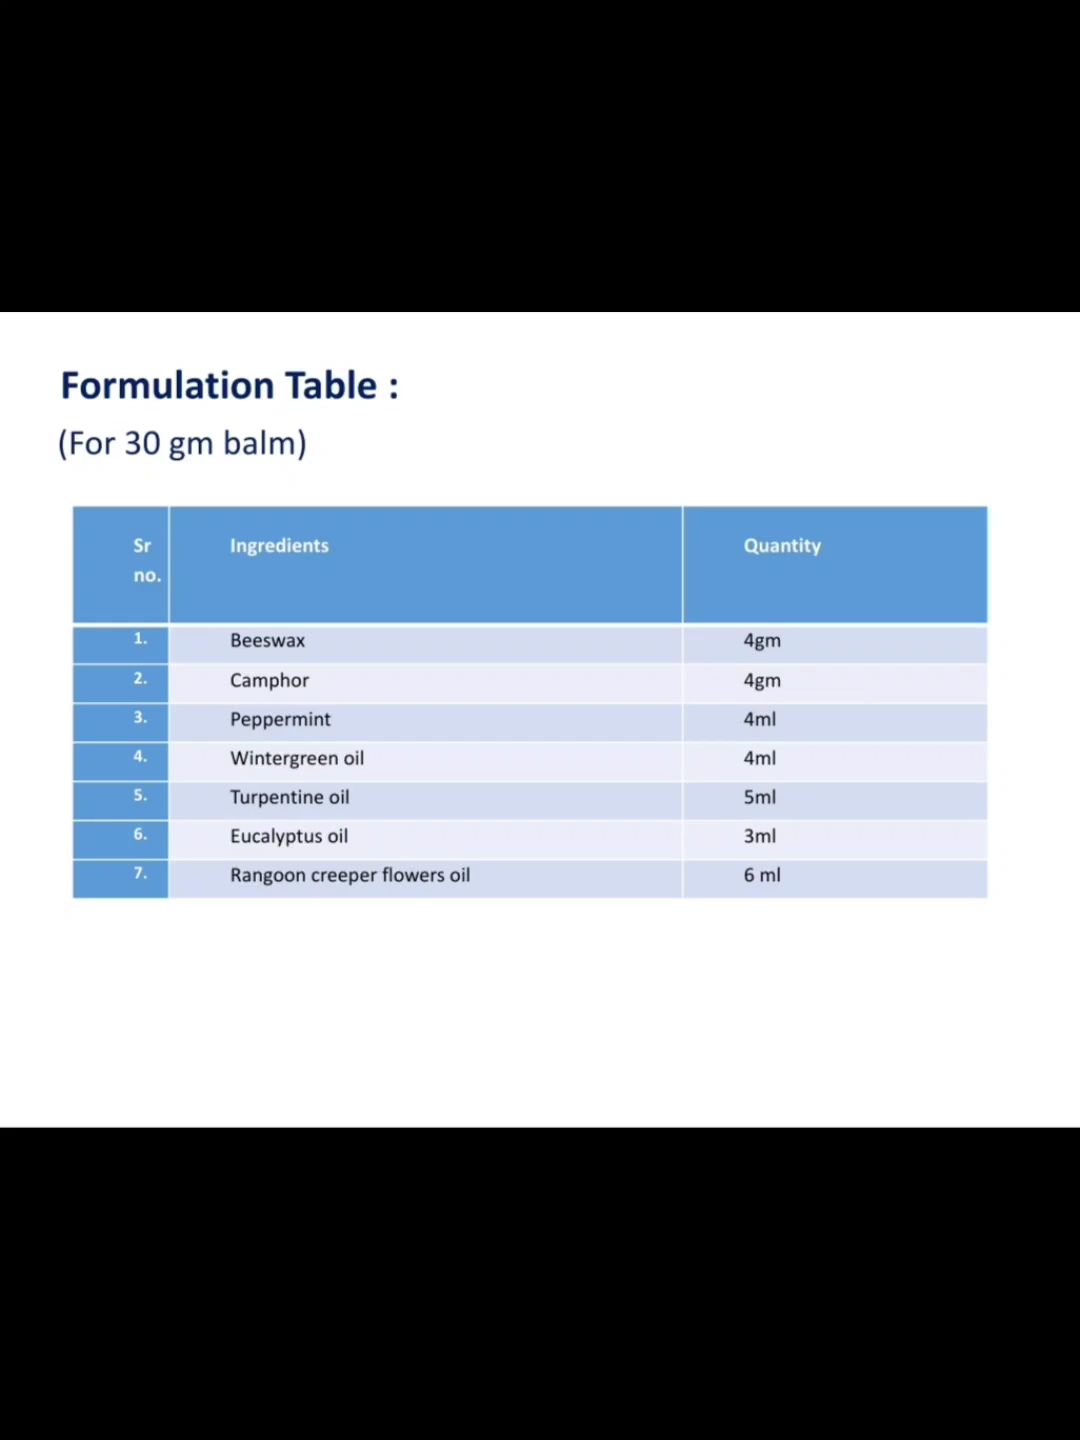 Formulation Table :
(For 30 gm balm)
Sr no. Ingredients Quantity
1. Beeswax 4gm
2. Camphor 4gm
3. Peppermint 4ml
4. Wintergreen oil 4ml
5. Turpentine oil 5ml
6. Eucalyptus oil 3ml
7. Rangoon creeper flowers oil 6 ml